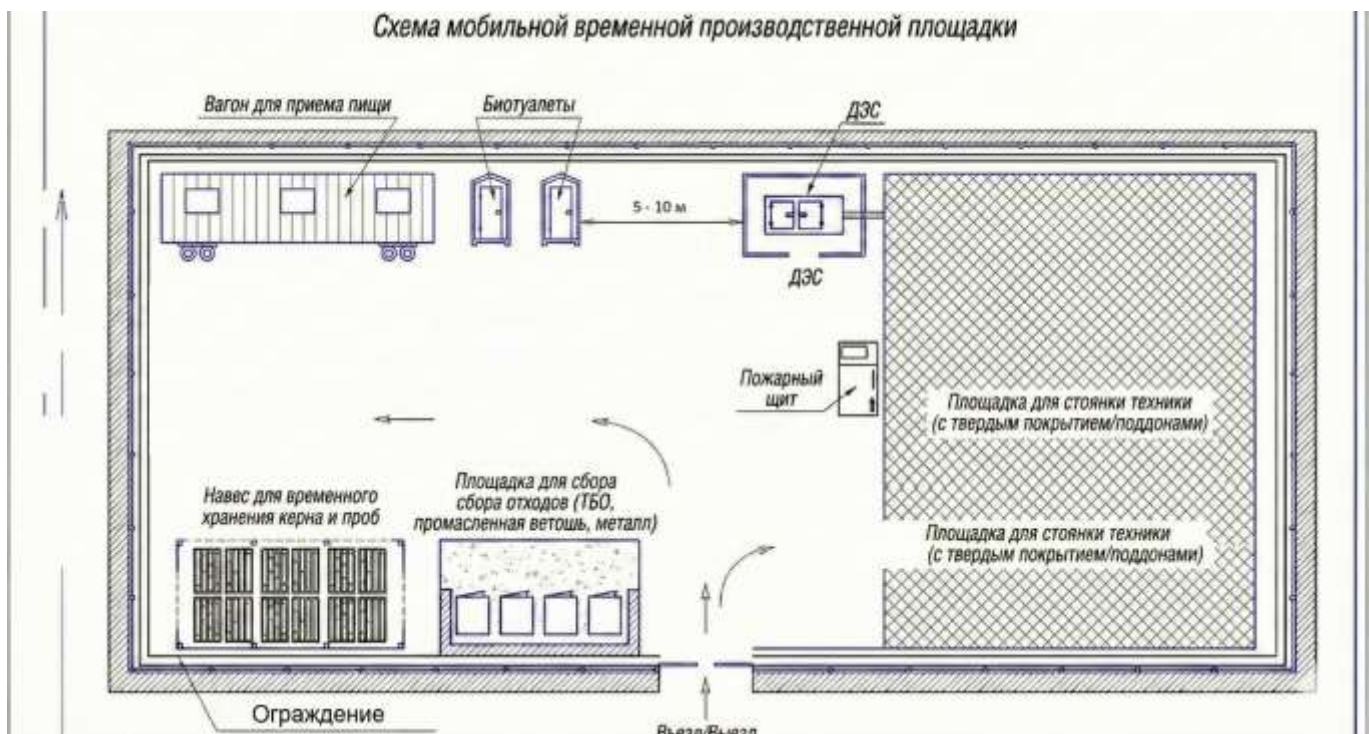 Схема мобильной временной производственной площадки
Вагон для приема пищи
Биотуалеты
ДЭС
5 - 10 м
ДЭС
Пожарный
щит
Площадка для стоянки техники
(с твердым покрытием/поддонами)
Навес для временного
хранения керна и проб
Площадка для сбора
сбора отходов (ТБО,
промасленная ветошь, металл)
Площадка для стоянки техники
(с твердым покрытием/поддонами)
Ограждение
Въезд/Выезд